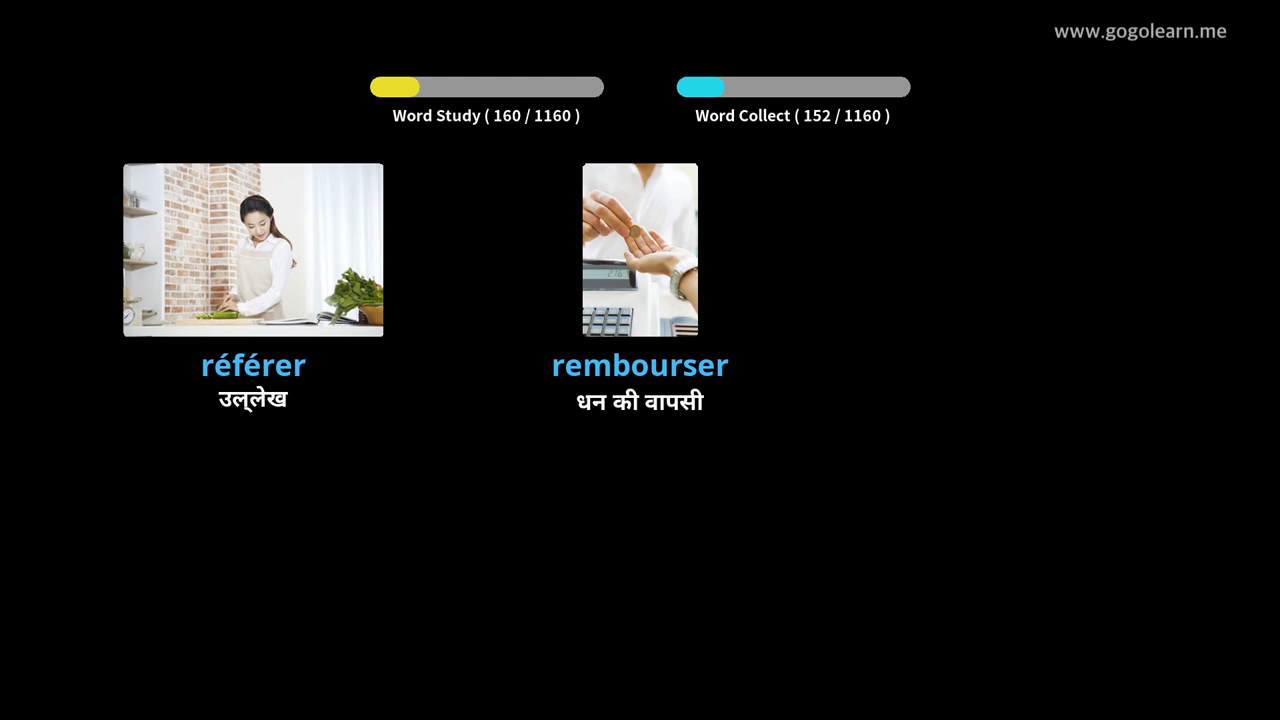 www.gogolearn.me
Word Study ( 160 / 1160 )
Word Collect ( 152 / 1160 )
référer
उल्लेख
rembourser
धन की वापसी